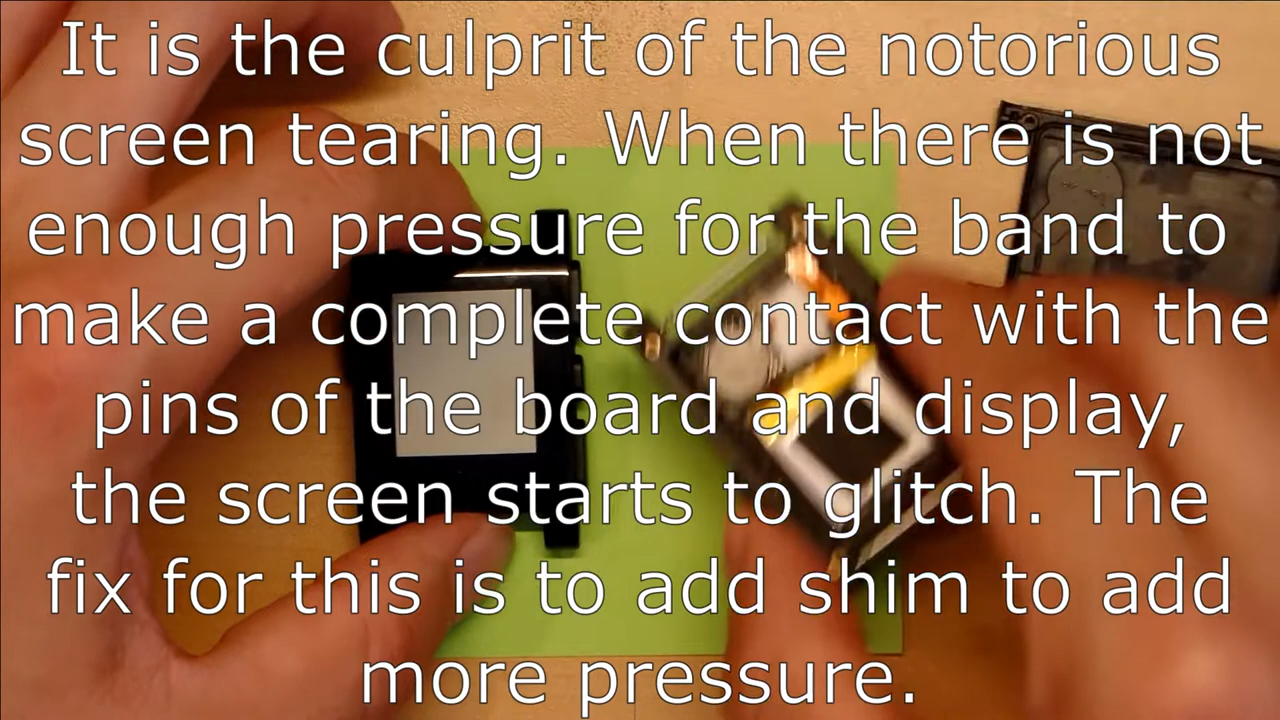 It is the culprit of the notorious
screen tearing. When there is not
enough pressure for the band to
make a complete contact with the
pins of the board and display,
the screen starts to glitch. The
fix for this is to add shim to add
more pressure.